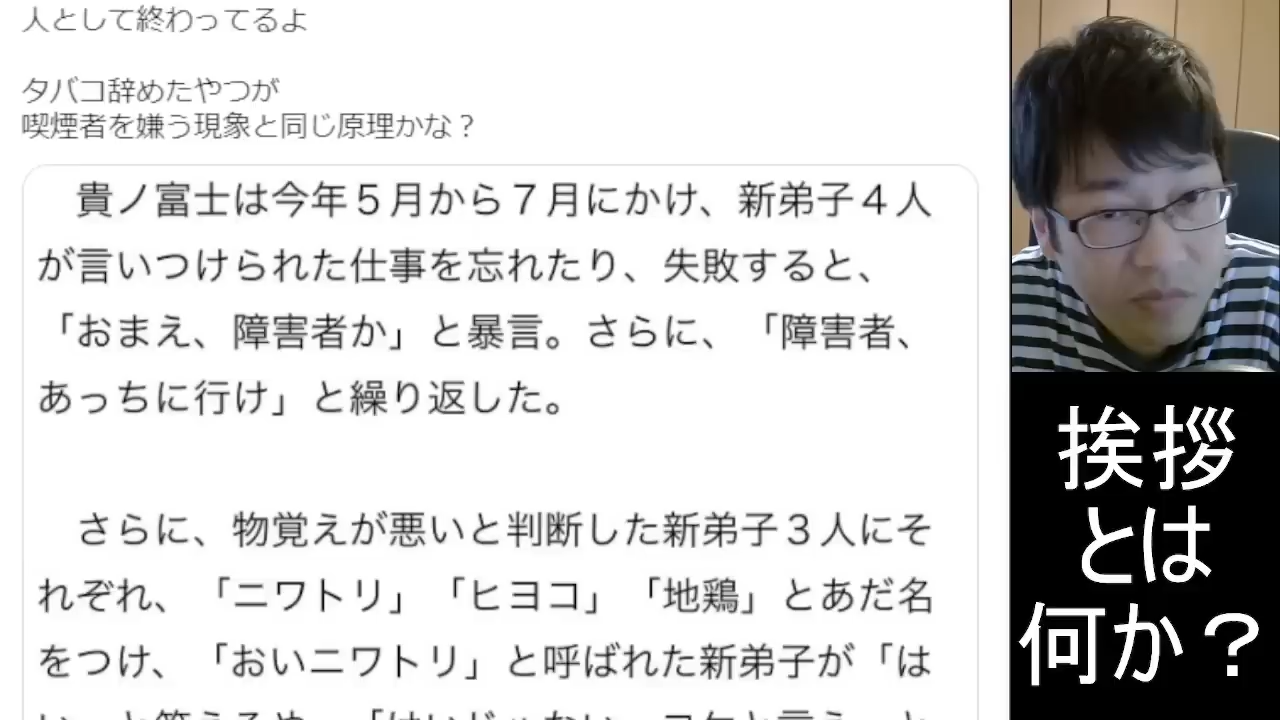 人として終わってるよ
タバコ辞めたやつが
喫煙者を嫌う現象と同じ原理かな？
貴ノ富士は今年５月から７月にかけ、新弟子４人
が言いつけられた仕事を忘れたり、失敗すると、
「おまえ、障害者か」と暴言。さらに、「障害者、
あっちに行け」と繰り返した。
さらに、物覚えが悪いと判断した新弟子３人にそ
れぞれ、「ニワトリ」「ヒヨコ」「地鶏」とあだ名
をつけ、「おいニワトリ」と呼ばれた新弟子が「は
挨拶
とは
何か？